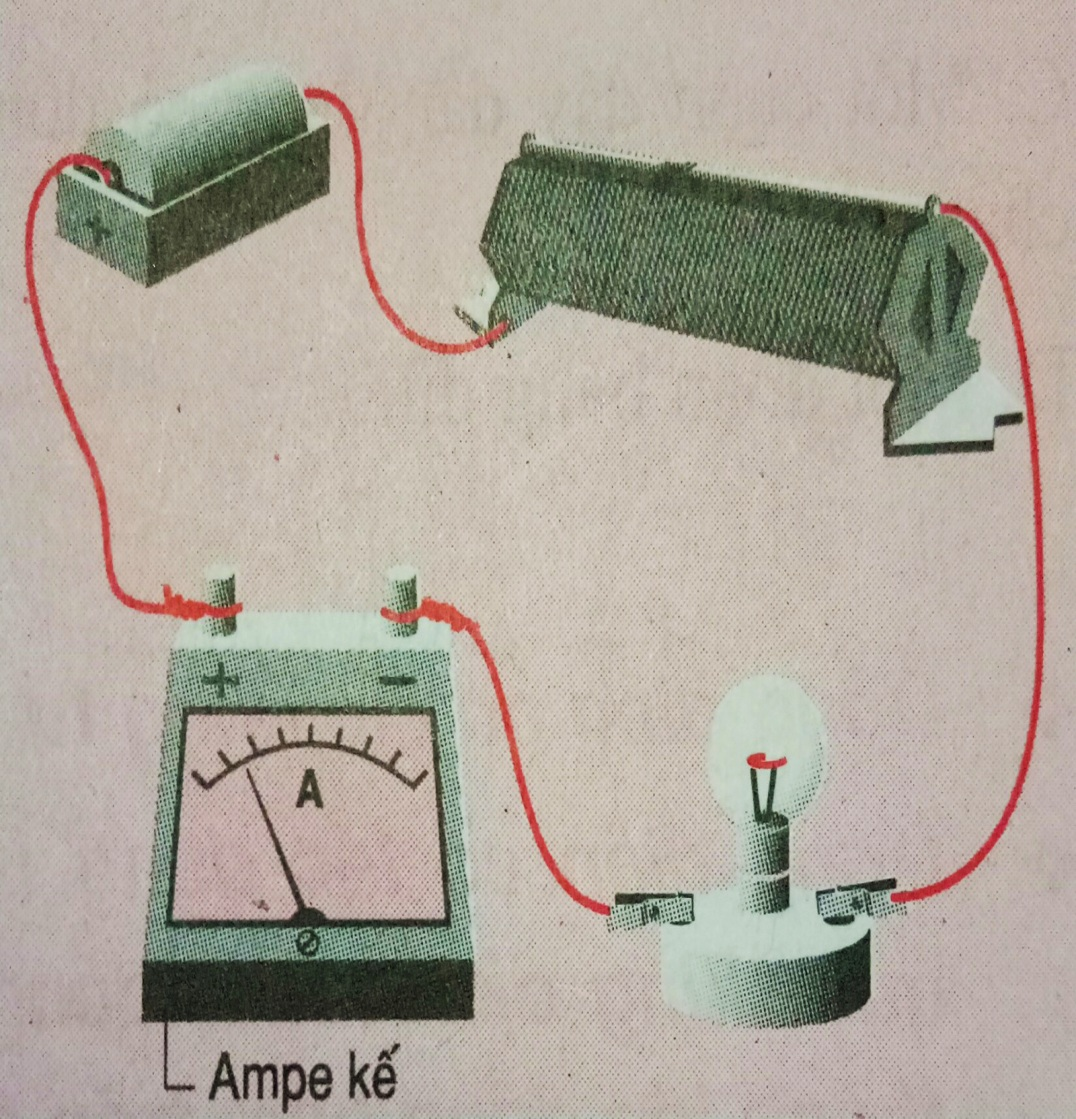 +
+ −
A
Ampe kế